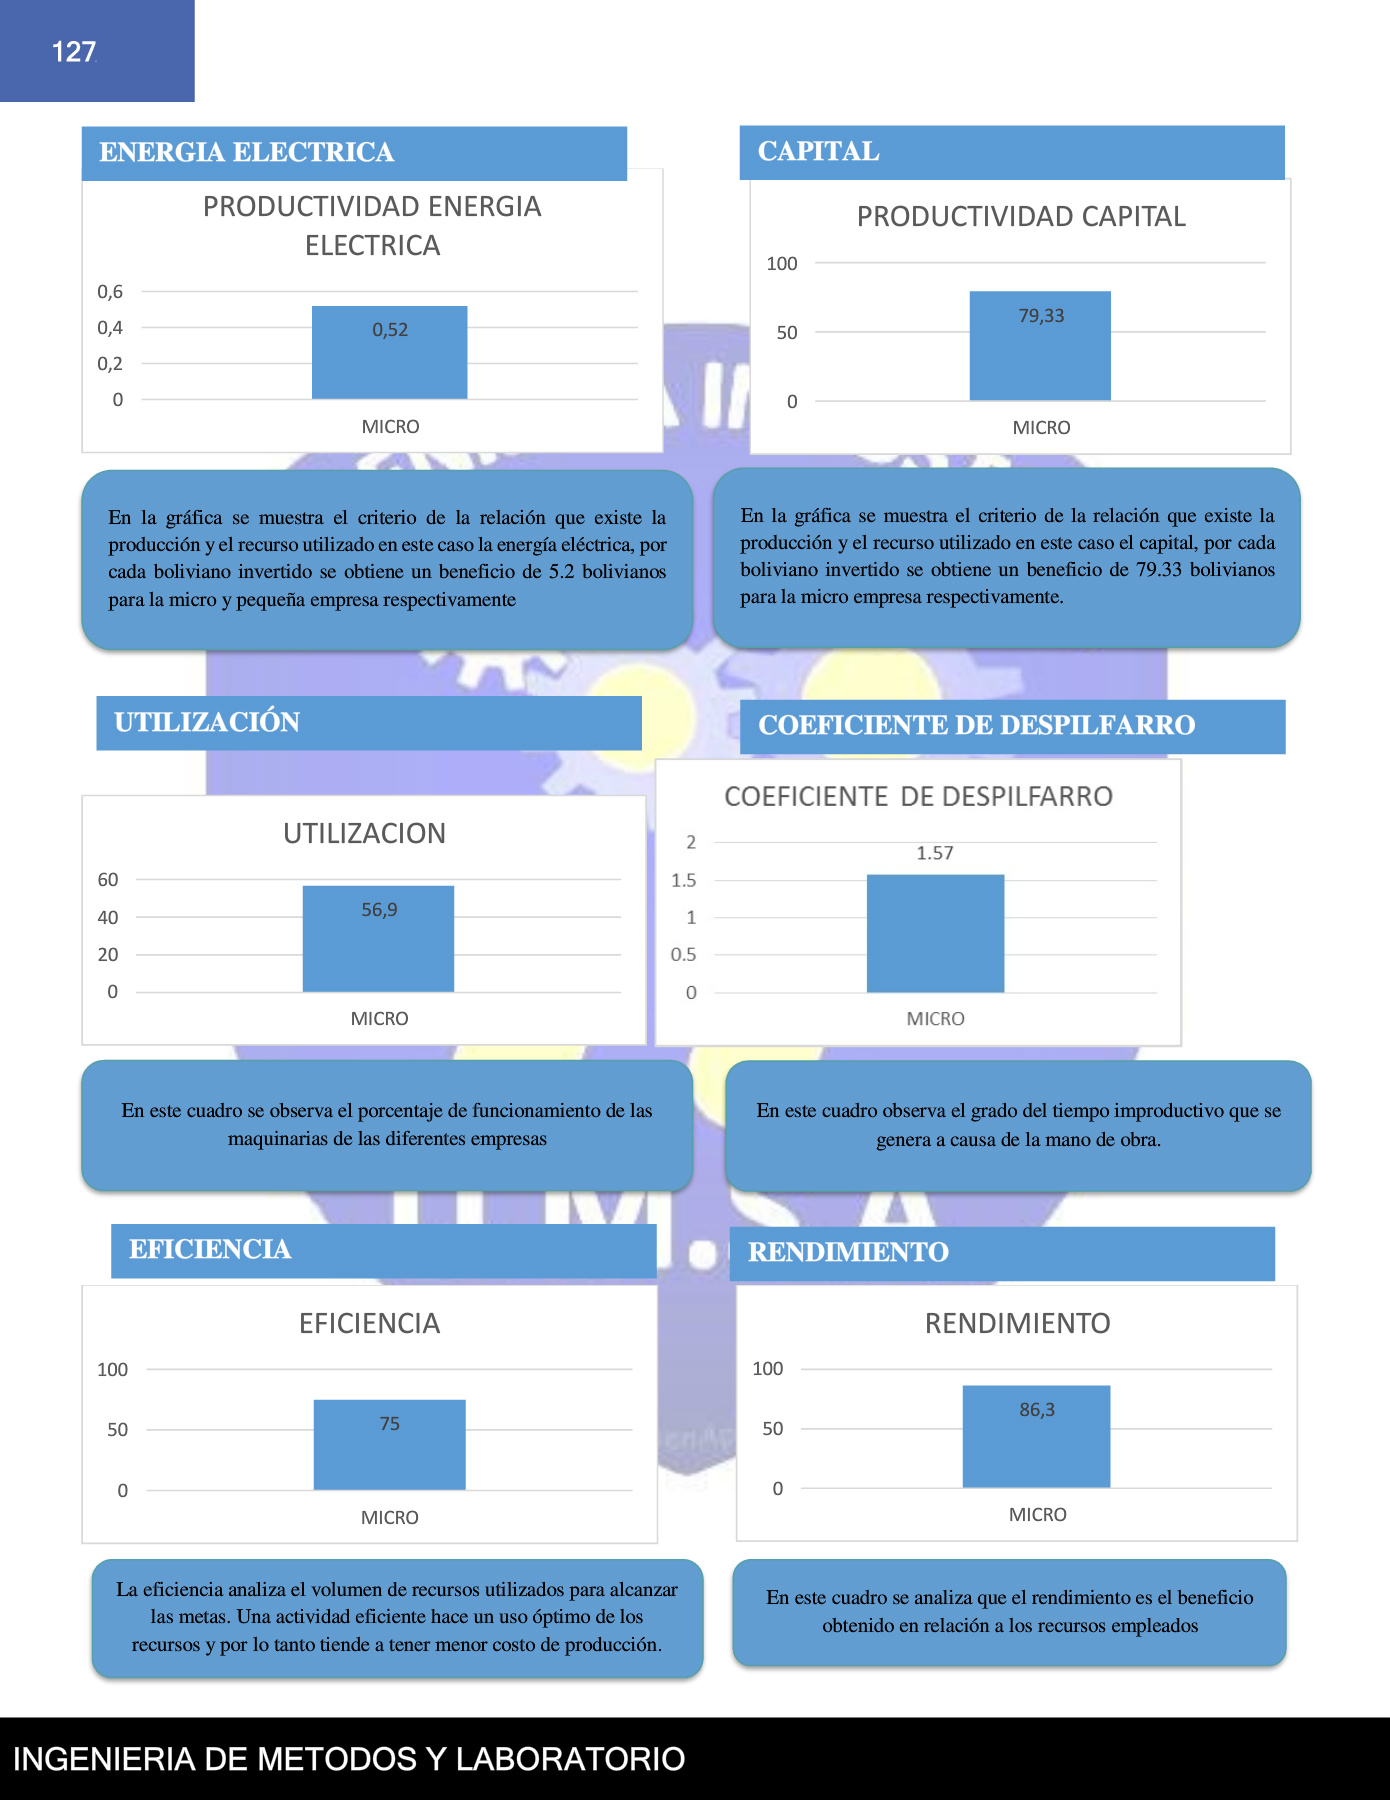 127
ENERGIA ELECTRICA
PRODUCTIVIDAD ENERGIA
ELECTRICA
0,6
0,4
0,2
0
0,52
MICRO
CAPITAL
PRODUCTIVIDAD CAPITAL
100
50
0
79,33
MICRO
En la gráfica se muestra el criterio de la relación que existe la
producción y el recurso utilizado en este caso la energía eléctrica, por
cada boliviano invertido se obtiene un beneficio de 5.2 bolivianos
para la micro y pequeña empresa respectivamente
En la gráfica se muestra el criterio de la relación que existe la
producción y el recurso utilizado en este caso el capital, por cada
boliviano invertido se obtiene un beneficio de 79.33 bolivianos
para la micro empresa respectivamente.
UTILIZACIÓN
UTILIZACION
60
40
20
0
56,9
MICRO
COEFICIENTE DE DESPILFARRO
COEFICIENTE DE DESPILFARRO
2
1.5
1
0.5
0
1.57
MICRO
En este cuadro se observa el porcentaje de funcionamiento de las
maquinarias de las diferentes empresas
En este cuadro observa el grado del tiempo improductivo que se
genera a causa de la mano de obra.
EFICIENCIA
EFICIENCIA
100
50
0
75
MICRO
RENDIMIENTO
RENDIMIENTO
100
50
0
86,3
MICRO
La eficiencia analiza el volumen de recursos utilizados para alcanzar
las metas. Una actividad eficiente hace un uso óptimo de los
recursos y por lo tanto tiende a tener menor costo de producción.
En este cuadro se analiza que el rendimiento es el beneficio
obtenido en relación a los recursos empleados
INGENIERIA DE METODOS Y LABORATORIO